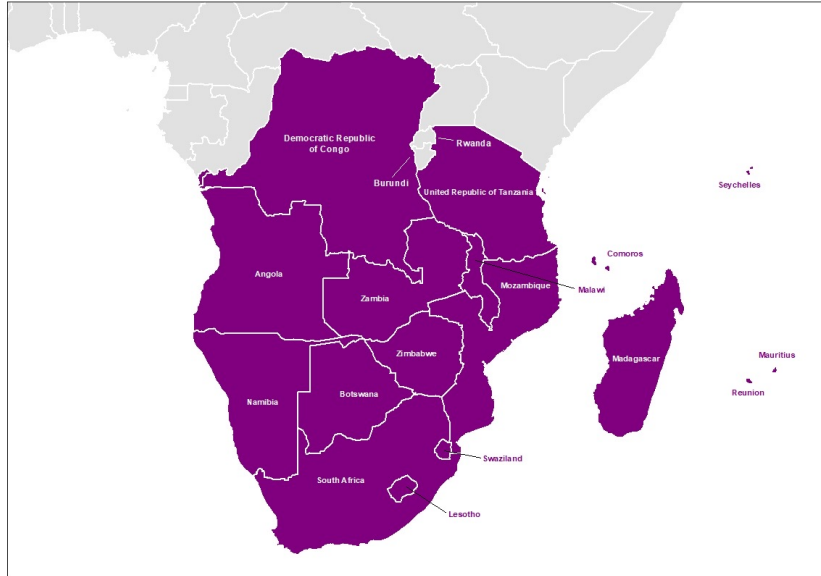 Democratic Republic
of Congo
Rwanda
Burundi
United Republic of Tanzania
Seychelles
Comoros
Angola
Malawi
Mozambique
Zambia
Mauritius
Zimbabwe
Madagascar
Reunion
Botswana
Namibia
Swaziland
South Africa
Lesotho